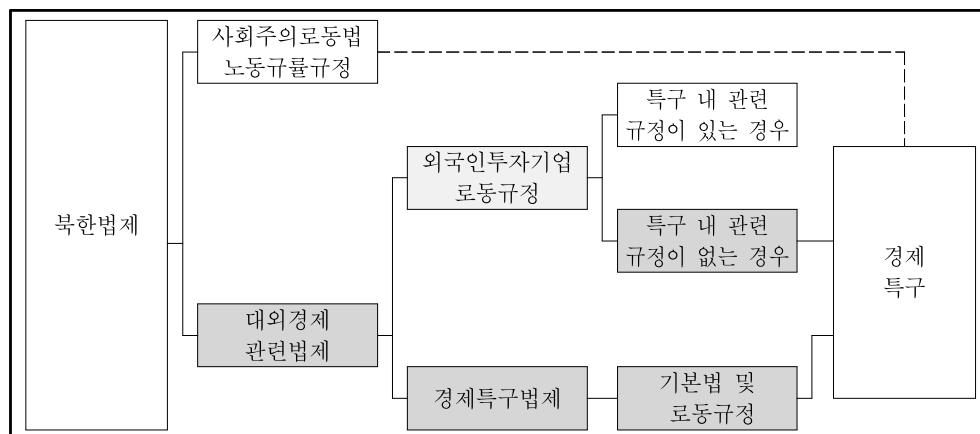 북한법제
사회주의로동법
노동규률규정
대외경제
관련법제
외국인투자기업
로동규정
경제특구법제
특구 내 관련
규정이 있는 경우
특구 내 관련
규정이 없는 경우
기본법 및
로동규정
경제
특구